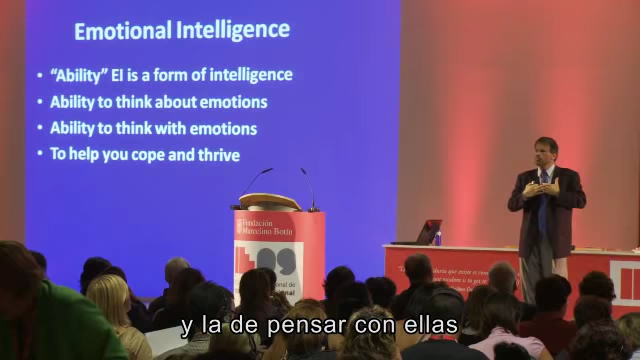 Emotional Intelligence
• “Ability” EI is a form of intelligence
• Ability to think about emotions
• Ability to think with emotions
• To help you cope and thrive
Fundación
Marcelino Botín
y la de pensar con ellas